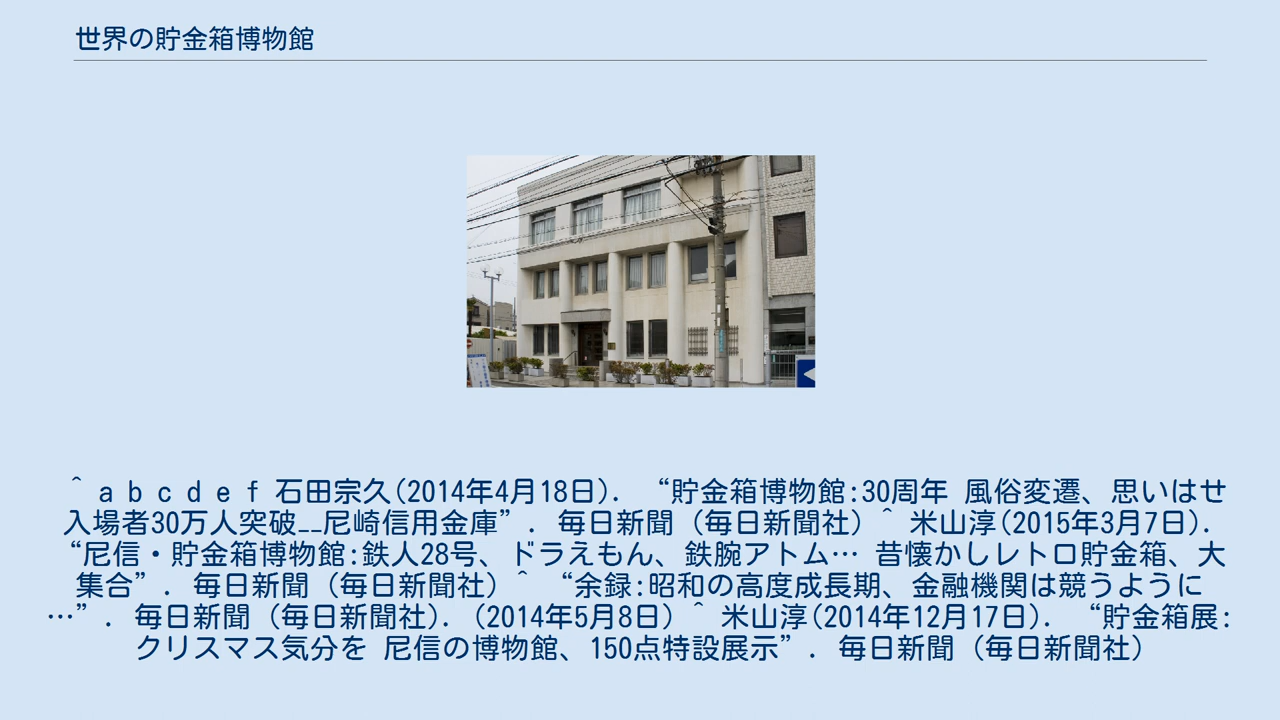 世界の貯金箱博物館
^ a b c d e f 石田宗久(2014年4月18日). “貯金箱博物館:30周年 風俗変遷、思いはせ
入場者30万人突破__尼崎信用金庫”. 毎日新聞 (毎日新聞社) ^ 米山淳(2015年3月7日).
“尼信・貯金箱博物館:鉄人28号、ドラえもん、鉄腕アトム… 昔懐かしレトロ貯金箱、大
集合”. 毎日新聞 (毎日新聞社) ^ “余録:昭和の高度成長期、金融機関は競うように
…”. 毎日新聞 (毎日新聞社). (2014年5月8日) ^ 米山淳(2014年12月17日). “貯金箱展:
クリスマス気分を 尼信の博物館、150点特設展示”. 毎日新聞 (毎日新聞社)